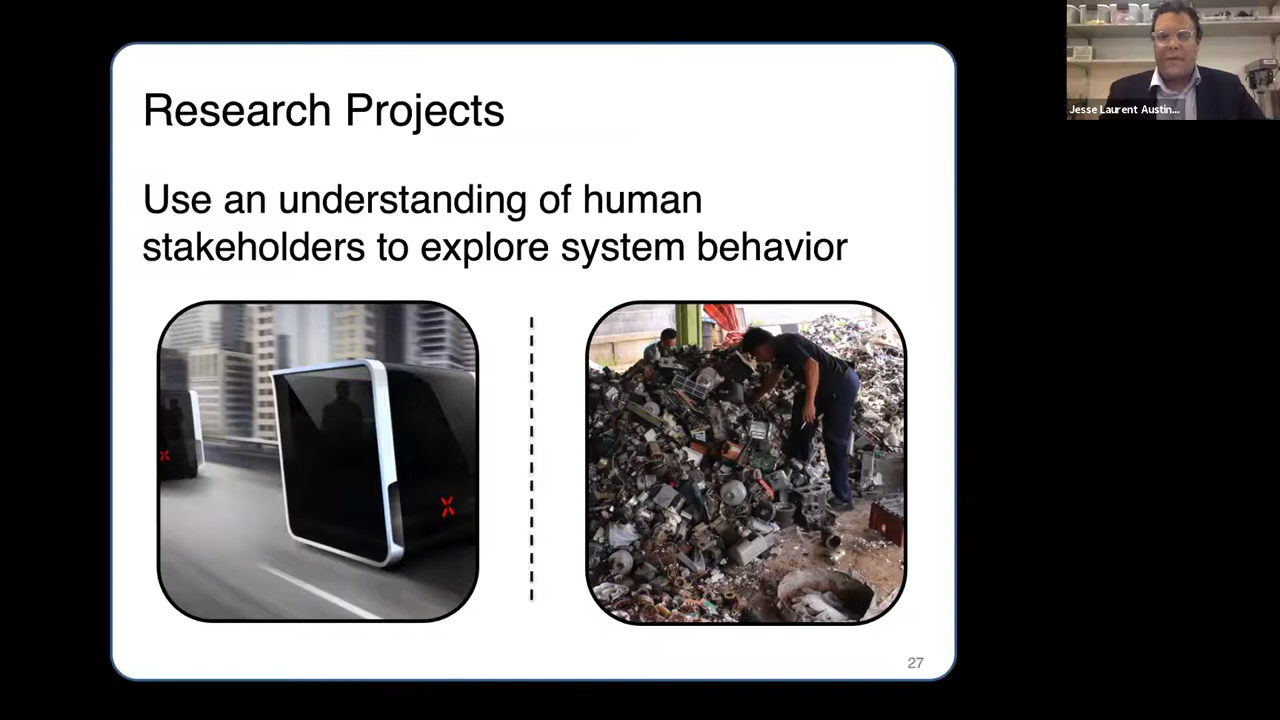 Research Projects
Use an understanding of human
stakeholders to explore system behavior
27
Jesse Laurent Austin...